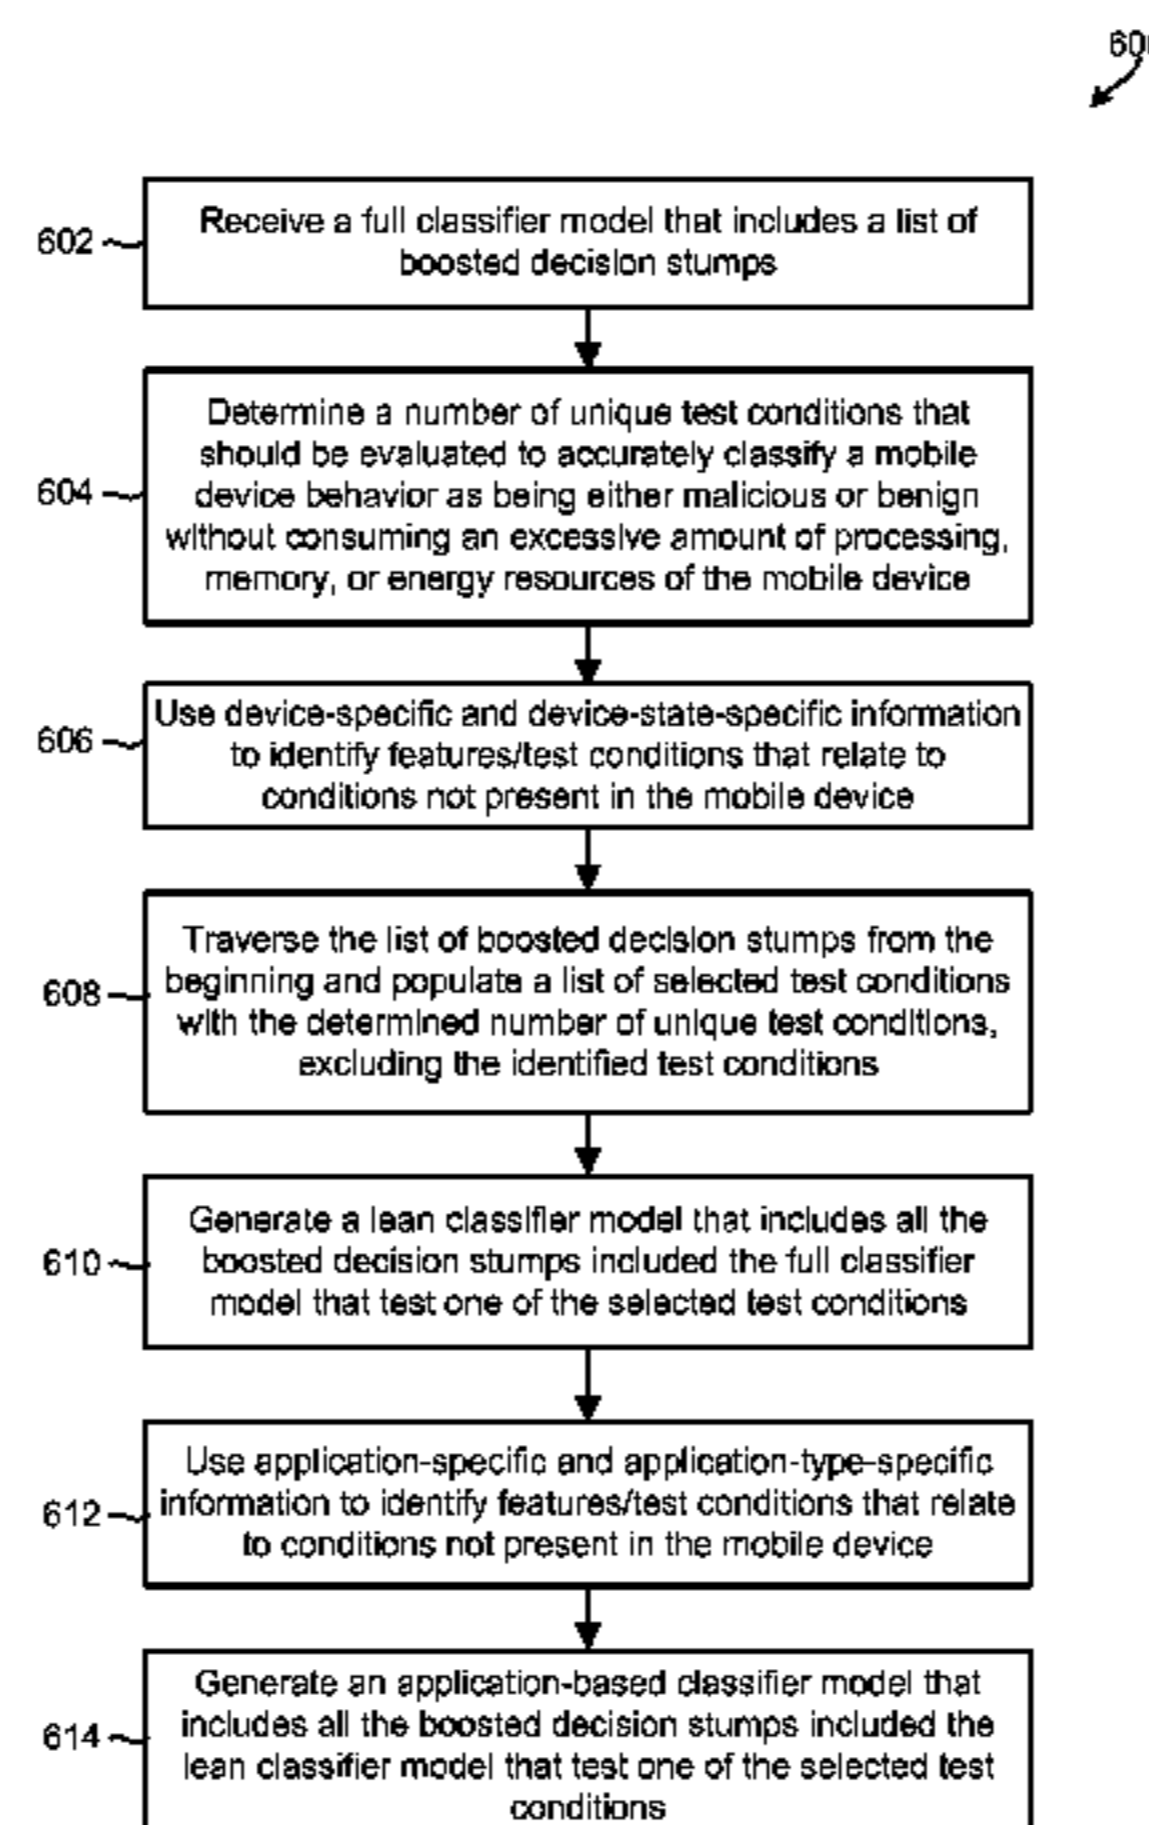 602
Receive a full classifier model that includes a list of
boosted decision stumps
604
Determine a number of unique test conditions that
should be evaluated to accurately classify a mobile
device behavior as being either malicious or benign
without consuming an excessive amount of processing,
memory, or energy resources of the mobile device
606
Use device-specific and device-state-specific information
to identify features/test conditions that relate to
conditions not present in the mobile device
608
Traverse the list of boosted decision stumps from the
beginning and populate a list of selected test conditions
with the determined number of unique test conditions,
excluding the identified test conditions
610
Generate a lean classifier model that includes all the
boosted decision stumps included the full classifier
model that test one of the selected test conditions
612
Use application-specific and application-type-specific
information to identify features/test conditions that relate
to conditions not present in the mobile device
614
Generate an application-based classifier model that
includes all the boosted decision stumps included the
lean classifier model that test one of the selected test
conditions